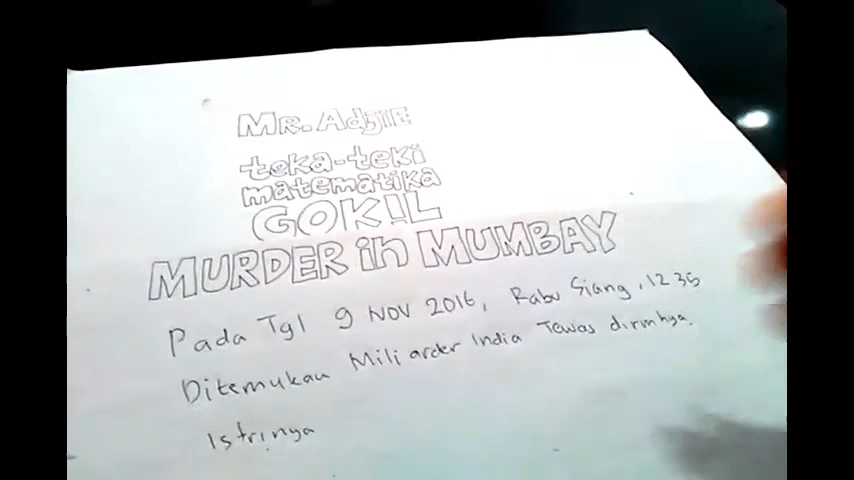 MR. AdjIE
teka-teki
matematika
GOKIL
MURDER in MUMBAY
Pada Tgl 9 NOV 2016, Rabu Siang, 12 35
Ditemukan Miliarder India Tewas dirmhya.
Istrinya